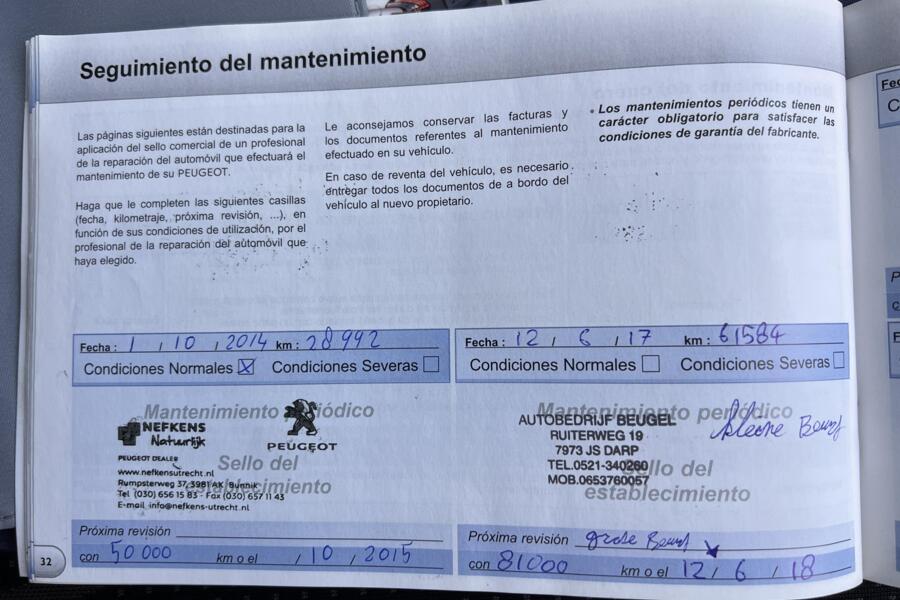 Seguimiento del mantenimiento
Las páginas siguientes están destinadas para la
aplicación del sello comercial de un profesional
de la reparación del automóvil que efectuará el
mantenimiento de su PEUGEOT.
Haga que le completen las siguientes casillas
(fecha, kilometraje, próxima revisión, ...), en
función de sus condiciones de utilización, por el
profesional de la reparación del automóvil que
haya elegido.
Le aconsejamos conservar las facturas y
los documentos referentes al mantenimiento
efectuado en su vehículo.
En caso de reventa del vehículo, es necesario
entregar todos los documentos de a bordo del
vehículo al nuevo propietario.
Los mantenimientos periódicos tienen un
carácter obligatorio para satisfacer las
condiciones de garantía del fabricante.
Fecha : 1 / 10 / 2014 km : 28992
Condiciones Normales ☒ Condiciones Severas ☐
Mantenimiento periódico
NEFKENS
Natuurlijk
PEUGEOT
PEUGEOT DEALER
Sello del
establecimiento
www.nefkensutrecht.nl
Rumpsterweg 37, 3981 AK Bunnik
Tel (030) 656 15 83 - Fax (030) 657 11 43
E-mail info@nefkens-utrecht.nl
Próxima revisión
con 50 000 km o el / 10 / 2015
Fecha : 12 / 6 / 17 km : 61584
Condiciones Normales ☐ Condiciones Severas ☐
Mantenimiento periódico
AUTOBEDRIJF BEUGEL
RUITERWEG 19
7973 JS DARP
TEL.0521-340260
MOB.0653760057
Sello del
establecimiento
Kleine Beurt
Próxima revisión grote Beurt
con 81000 km o el 12 / 6 / 18
32